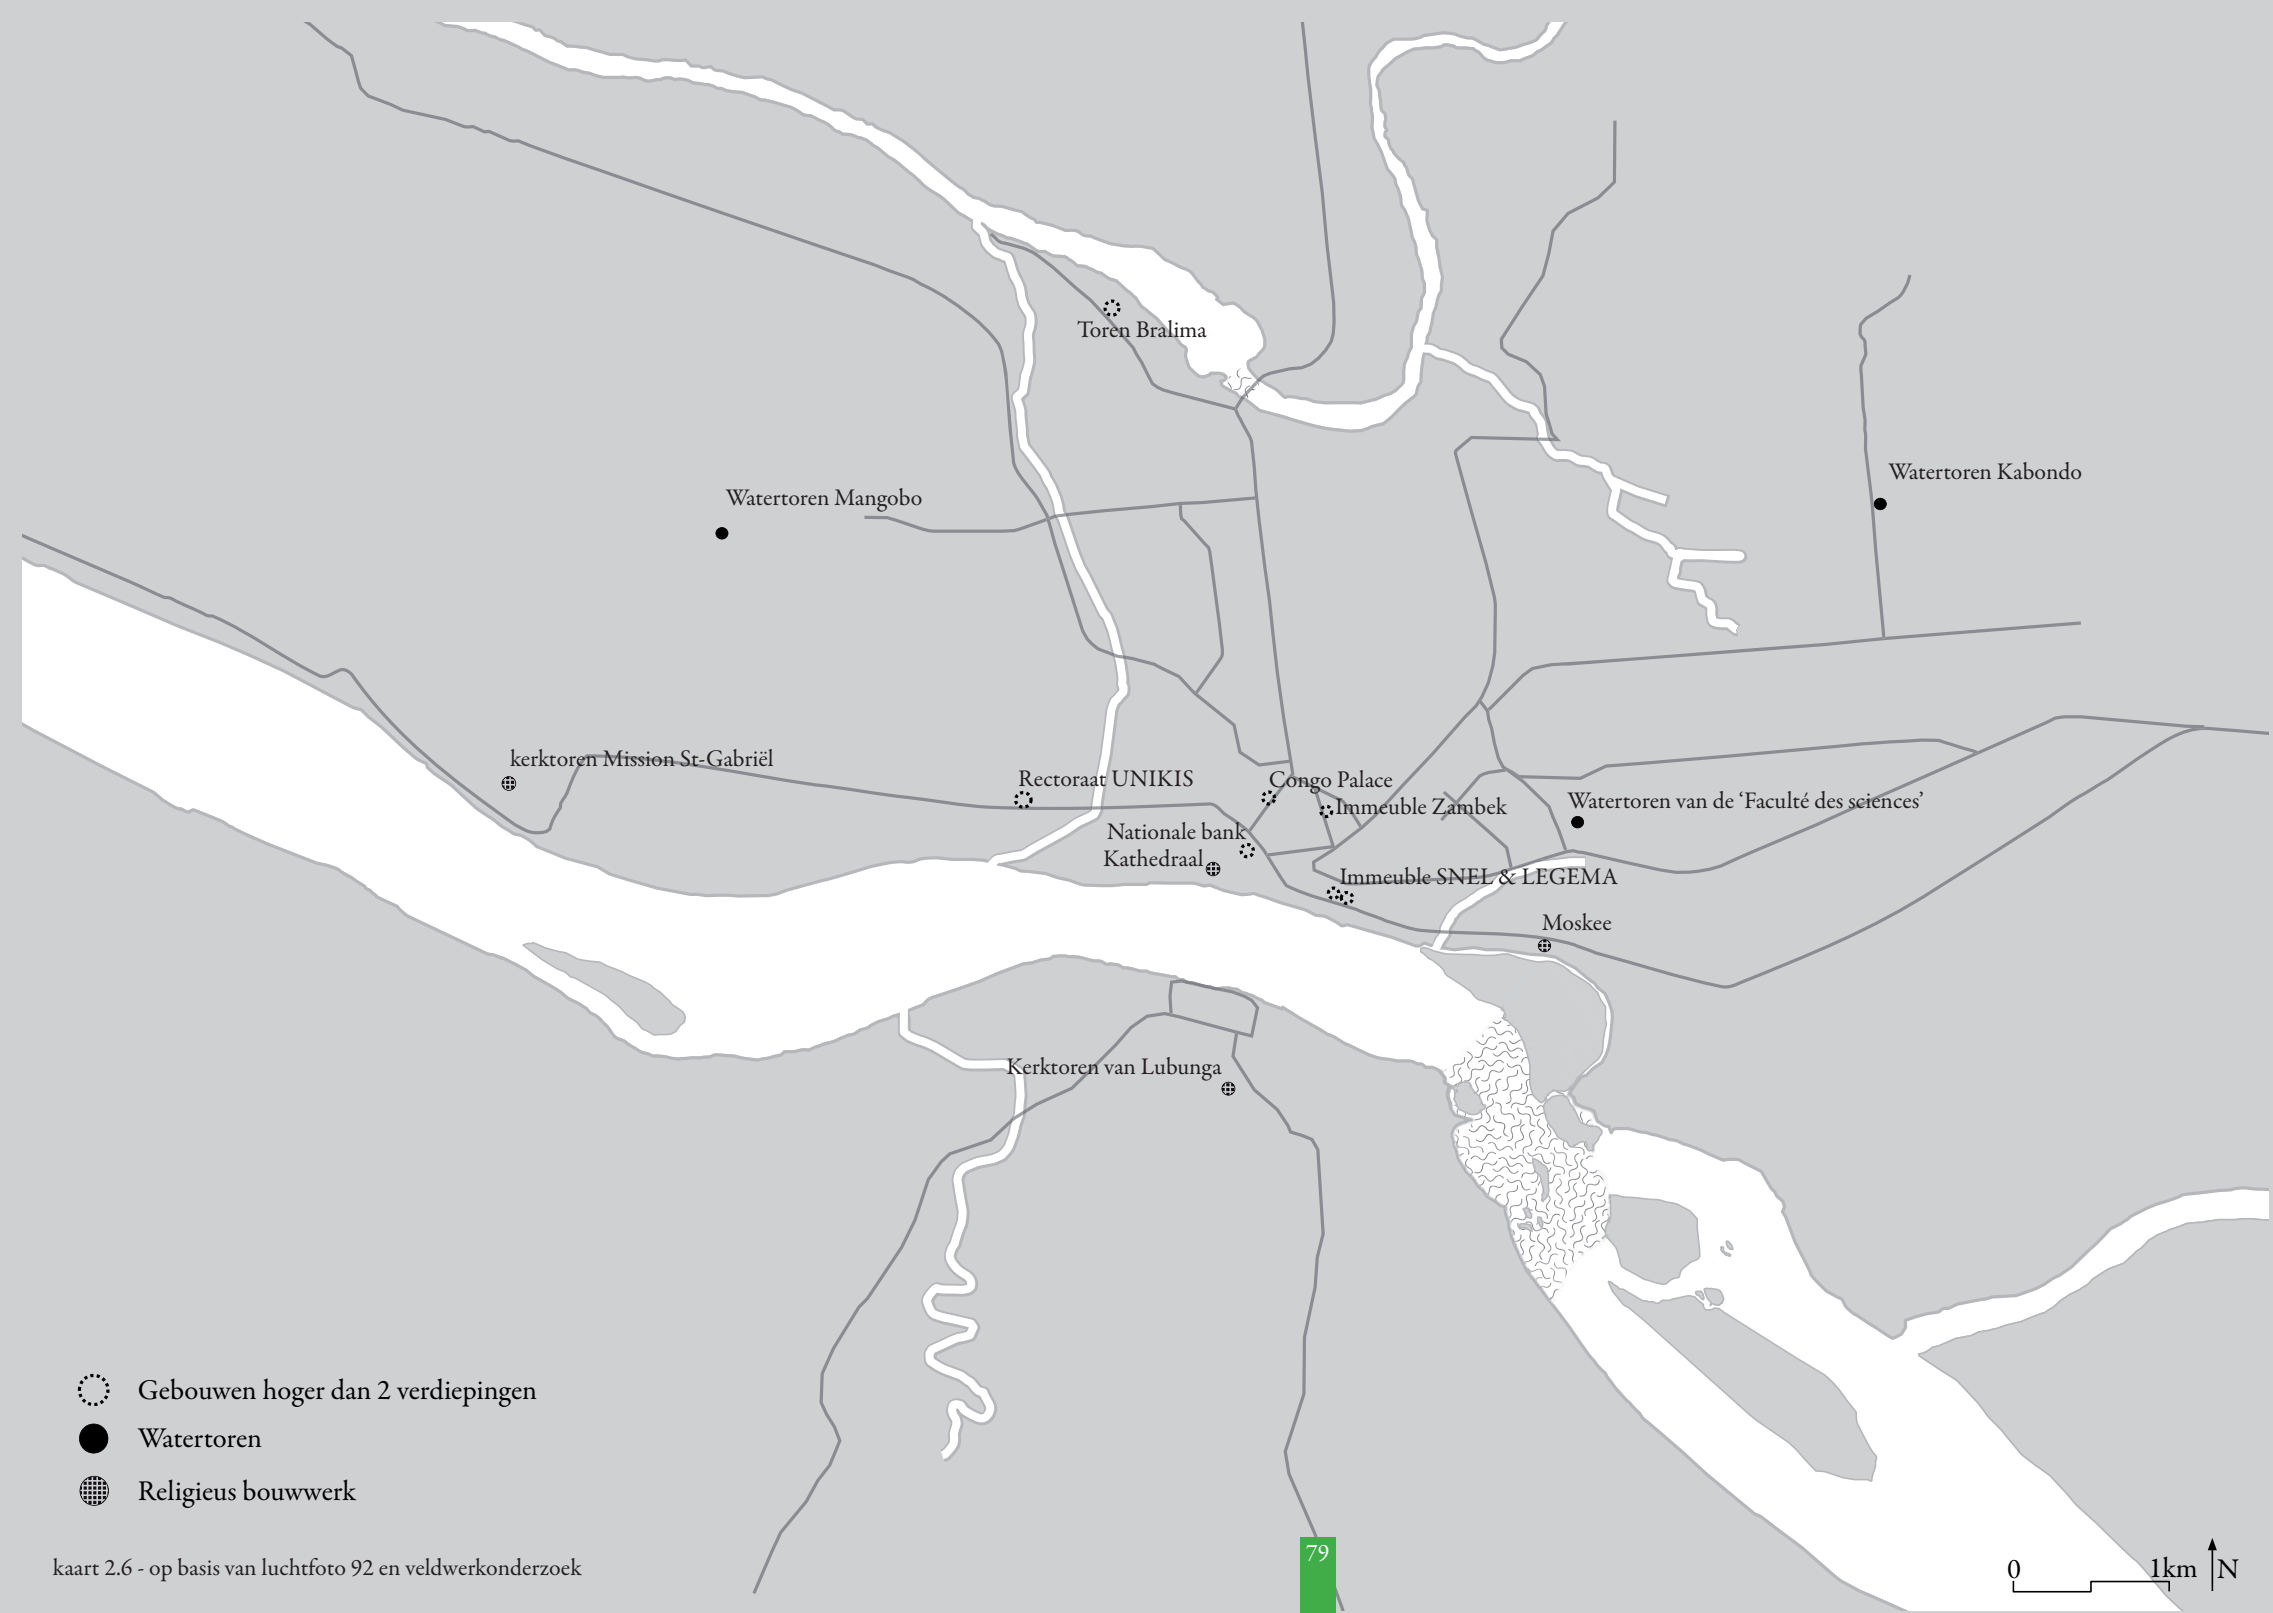 Toren Bralima
Watertoren Kabondo
Watertoren Mangobo
kerktoren Mission St-Gabriël
Rectoraat UNIKIS
Congo Palace
Immeuble Zambek
Watertoren van de ‘Faculté des sciences’
Nationale bank
Kathedraal
Immeuble SNEL & LEGEMA
Moskee
Kerktoren van Lubunga
Gebouwen hoger dan 2 verdiepingen
Watertoren
Religieus bouwwerk
kaart 2.6 - op basis van luchtfoto 92 en veldwerkonderzoek
79
0 1km N